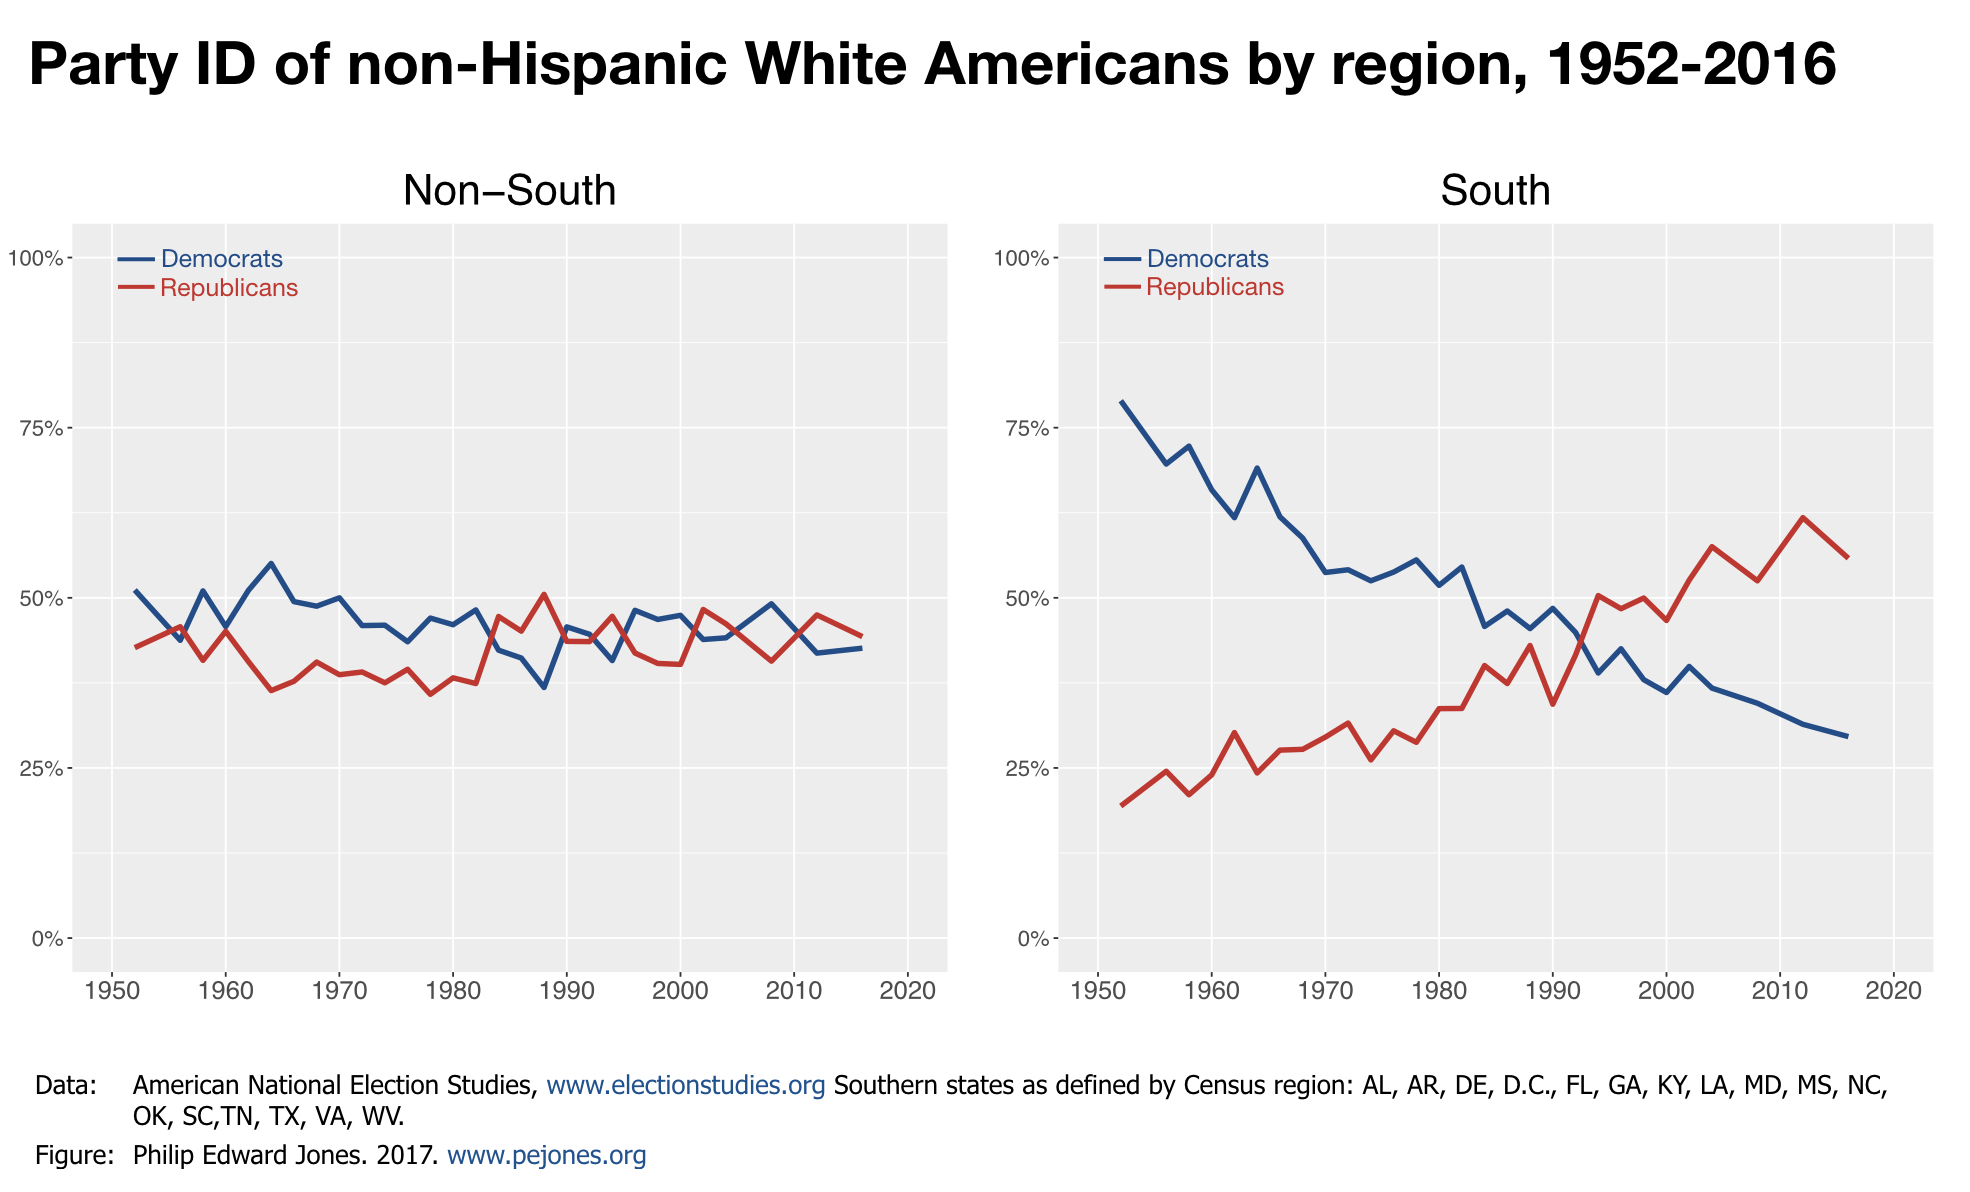 Party ID of non-Hispanic White Americans by region, 1952-2016
Non−South
Democrats
Republicans
100%
75%
50%
25%
0%
1950 1960 1970 1980 1990 2000 2010 2020
South
Democrats
Republicans
100%
75%
50%
25%
0%
1950 1960 1970 1980 1990 2000 2010 2020
Data: American National Election Studies, www.electionstudies.org Southern states as defined by Census region: AL, AR, DE, D.C., FL, GA, KY, LA, MD, MS, NC,
OK, SC,TN, TX, VA, WV.
Figure: Philip Edward Jones. 2017. www.pejones.org